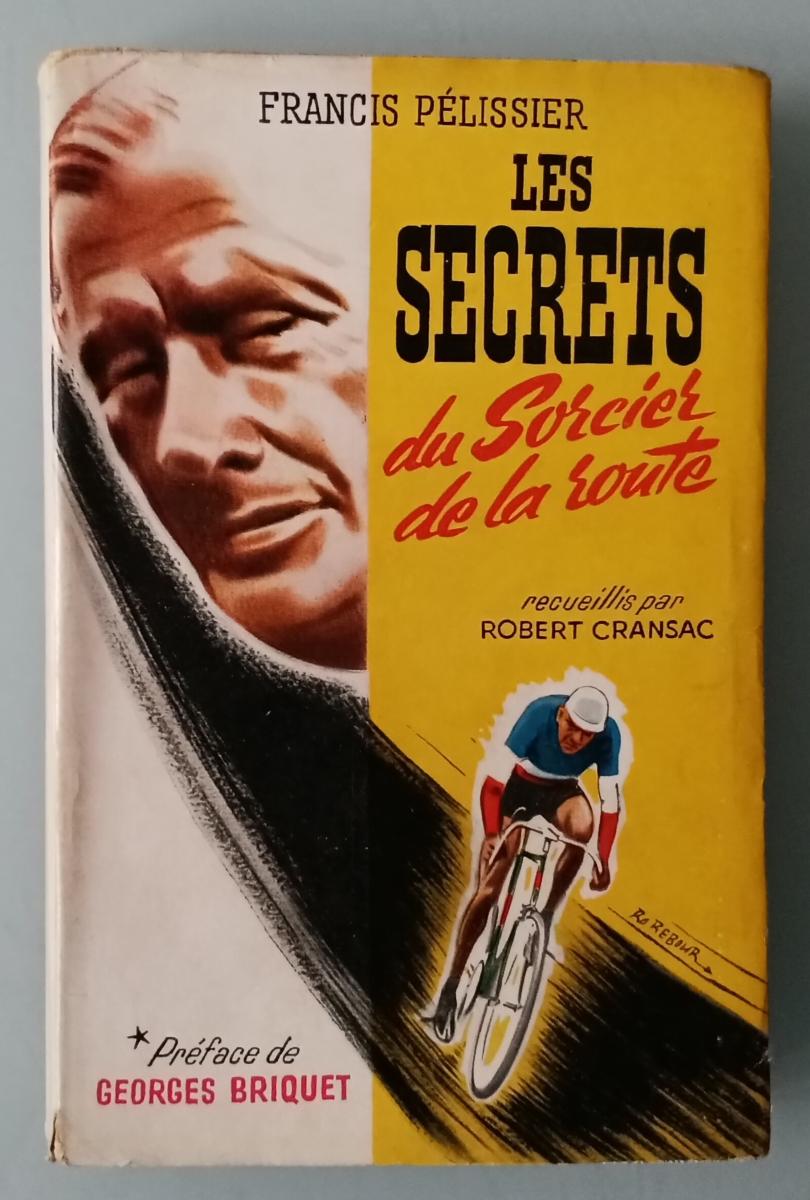 FRANCIS PÉLISSIER
LES
SECRETS
du Sorcier
de la route
recueillis par
ROBERT CRANSAC
RO REBOUR
* Préface de
GEORGES BRIQUET